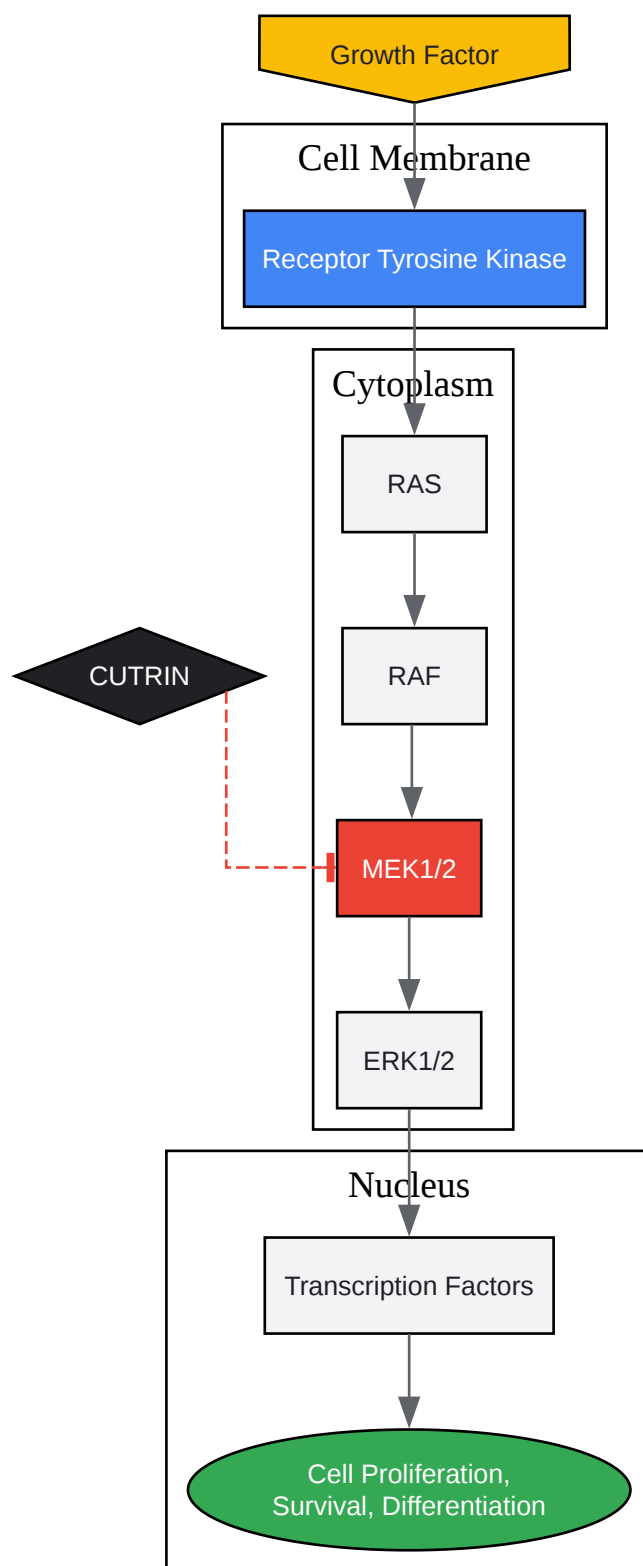 Growth Factor
Cell Membrane
Receptor Tyrosine Kinase
Cytoplasm
RAS
RAF
CUTRIN
MEK1/2
ERK1/2
Nucleus
Transcription Factors
Cell Proliferation,
Survival, Differentiation